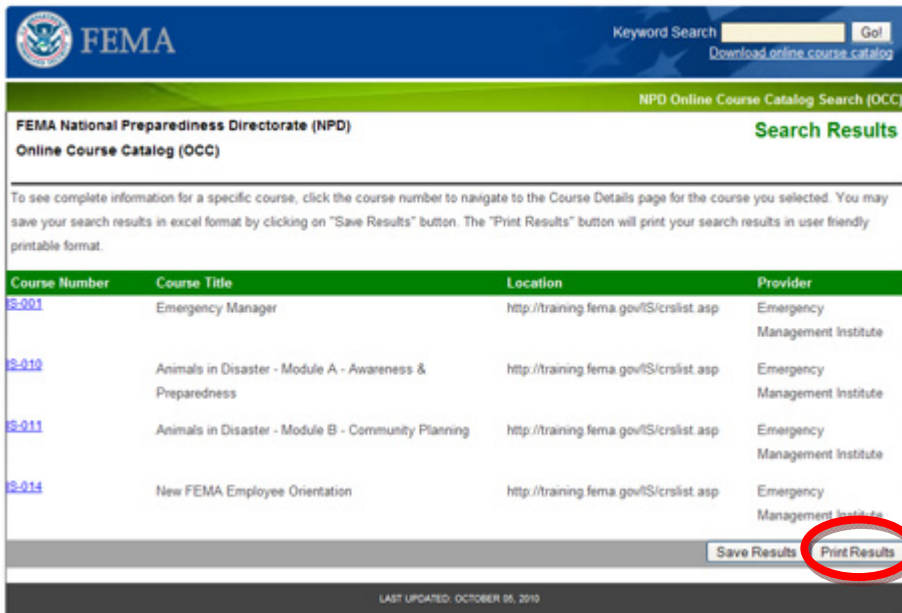 FEMA
Keyword Search
Go!
Download online course catalog
NPD Online Course Catalog Search (OCC)
FEMA National Preparediness Directorate (NPD)
Online Course Catalog (OCC)
Search Results
To see complete information for a specific course, click the course number to navigate to the Course Details page for the course you selected. You may
save your search results in excel format by clicking on "Save Results" button. The "Print Results" button will print your search results in user friendly
printable format.
Course Number Course Title Location Provider
IS-001 Emergency Manager http://training.fema.gov/IS/crslist.asp Emergency
Management Institute
IS-010 Animals in Disaster - Module A - Awareness & http://training.fema.gov/IS/crslist.asp Emergency
Preparedness Management Institute
IS-011 Animals in Disaster - Module B - Community Planning http://training.fema.gov/IS/crslist.asp Emergency
Management Institute
IS-014 New FEMA Employee Orientation http://training.fema.gov/IS/crslist.asp Emergency
Management Institute
Save Results Print Results
LAST UPDATED: OCTOBER 05, 2010